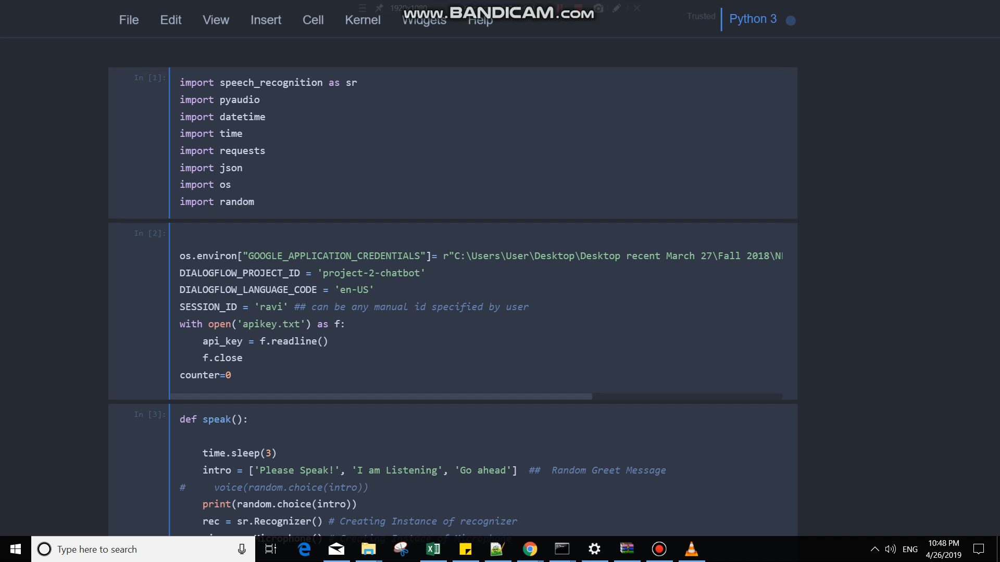 1920x1080
www.BANDICAM.com
File Edit View Insert Cell Kernel Widgets Help Trusted Python 3
In [1]:
import speech_recognition as sr
import pyaudio
import datetime
import time
import requests
import json
import os
import random
In [2]:
os.environ["GOOGLE_APPLICATION_CREDENTIALS"]= r"C:\Users\User\Desktop\Desktop recent March 27\Fall 2018\
DIALOGFLOW_PROJECT_ID = 'project-2-chatbot'
DIALOGFLOW_LANGUAGE_CODE = 'en-US'
SESSION_ID = 'ravi' ## can be any manual id specified by user
with open('apikey.txt') as f:
    api_key = f.readline()
    f.close
counter=0
In [3]:
def speak():
    time.sleep(3)
    intro = ['Please Speak!', 'I am Listening', 'Go ahead']  ##  Random Greet Message
#     voice(random.choice(intro))
    print(random.choice(intro))
    rec = sr.Recognizer() # Creating Instance of recognizer
Microphone() # Creating Instace of Microphone
Type here to search
ENG
10:48 PM
4/26/2019